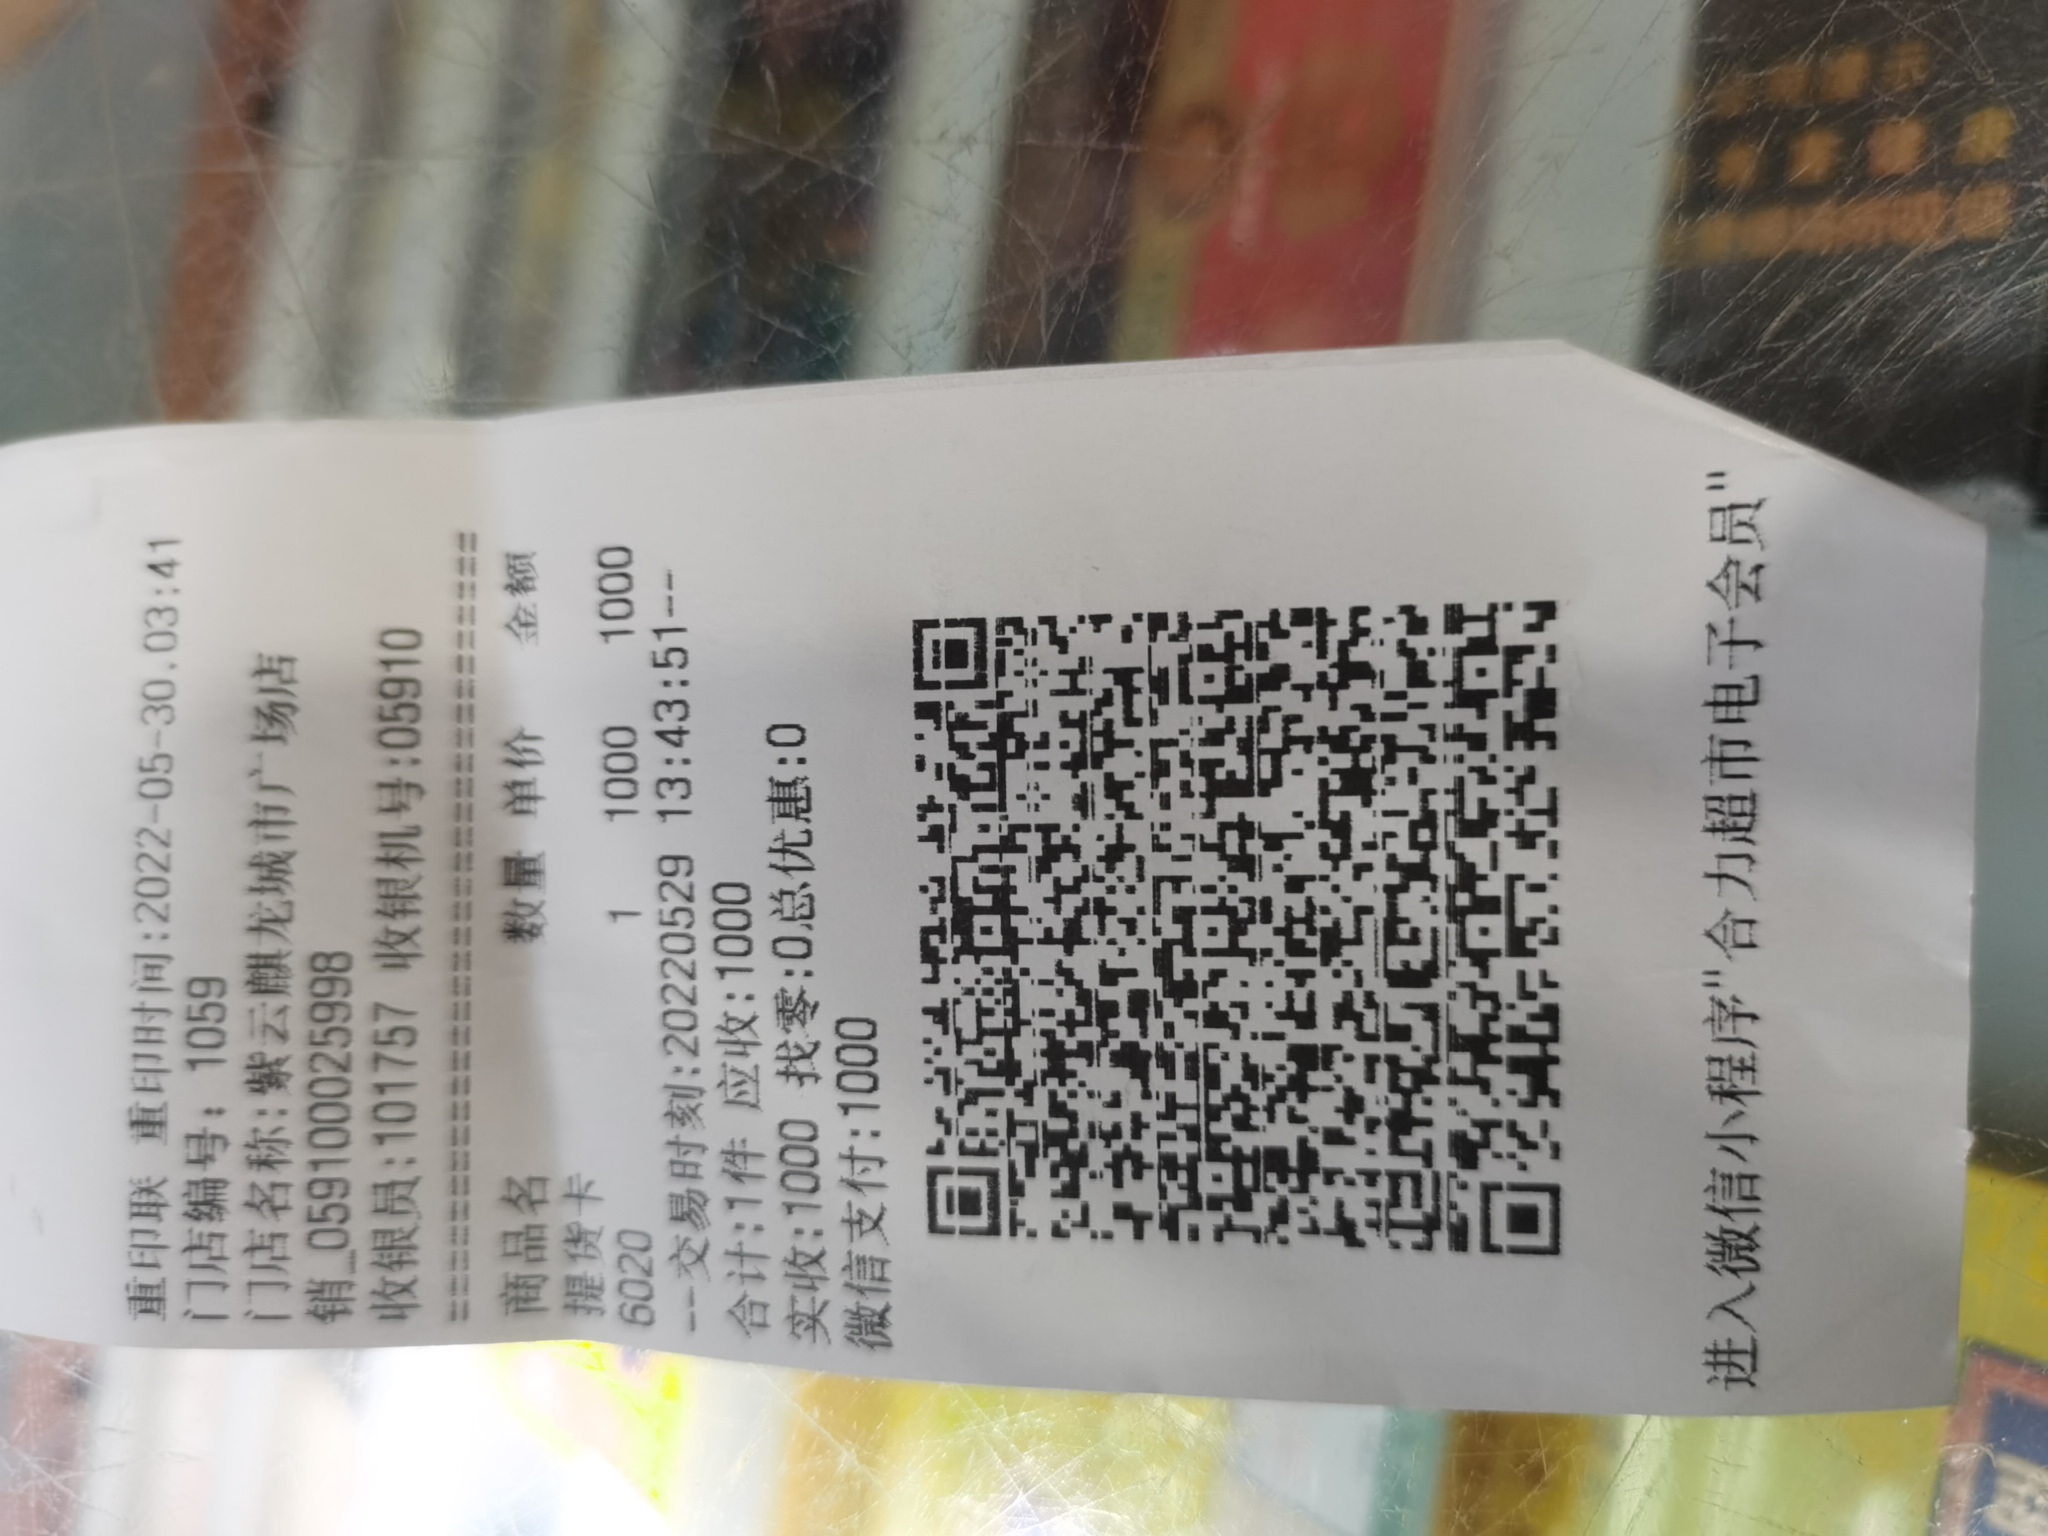 重印联 重印时间:2022-05-30.03:41
门店编号: 1059
门店名称:紫云麒龙城市广场店
销_0591000025998
收银员:101757 收银机号:05910
================================
商品名 数量 单价 金额
提货卡
6020 1 1000 1000
--交易时刻:20220529 13:43:51--
合计:1件 应收:1000
实收:1000 找零:0总优惠:0
微信支付:1000
进入微信小程序"合力超市电子会员"